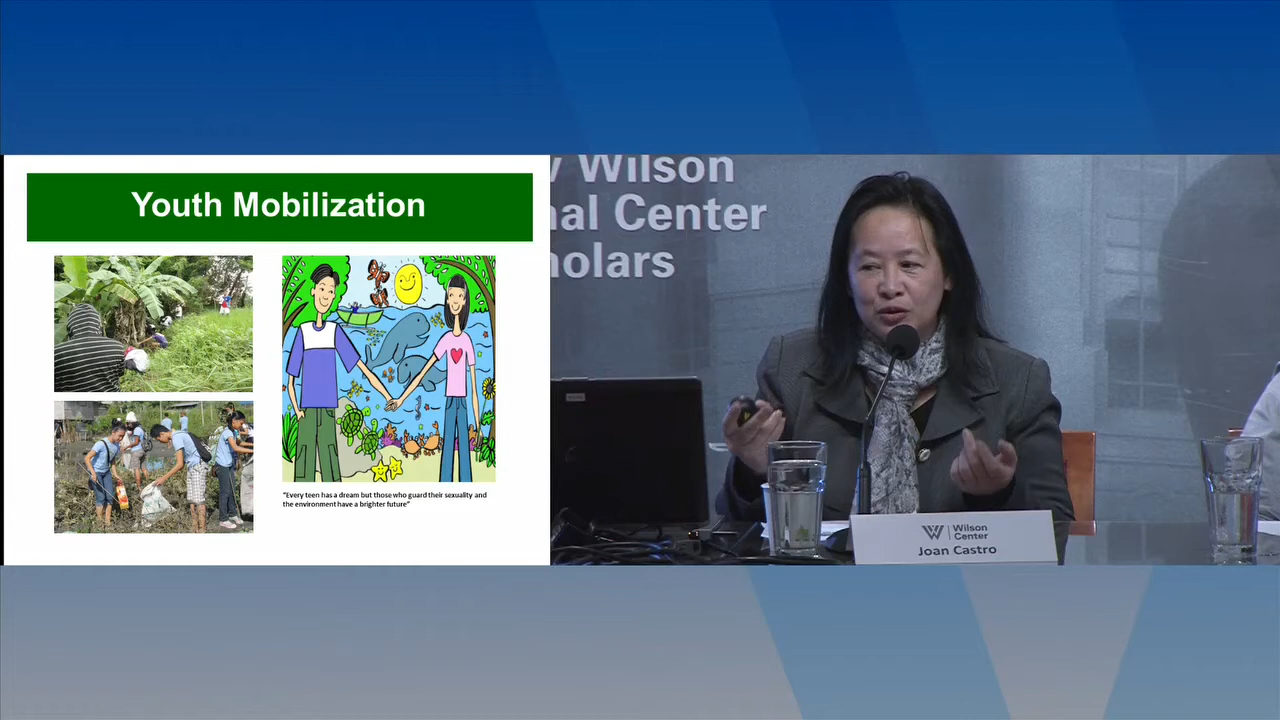 Youth Mobilization
"Every teen has a dream but those who guard their sexuality and
the environment have a brighter future"
Wilson
nal Center
holars
W Wilson
Center
Joan Castro